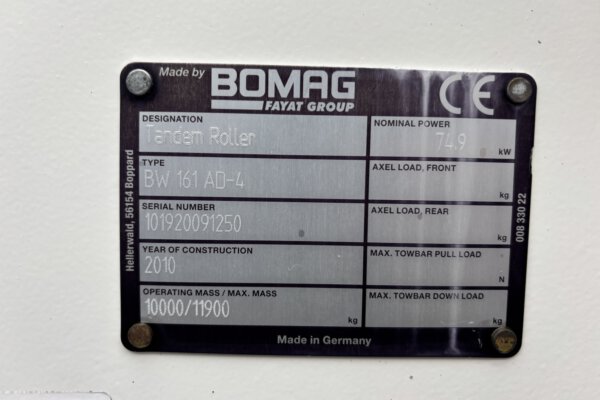 Made by BOMAG
FAYAT GROUP
CE
DESIGNATION
Tandem Roller
NOMINAL POWER
74.9 kW
TYPE
BW 161 AD-4
AXEL LOAD, FRONT
kg
SERIAL NUMBER
101920091250
AXEL LOAD, REAR
kg
YEAR OF CONSTRUCTION
2010
MAX. TOWBAR PULL LOAD
N
OPERATING MASS / MAX. MASS
10000/11900 kg
MAX. TOWBAR DOWN LOAD
kg
Hellerwald, 56154 Boppard
008 330 22
Made in Germany